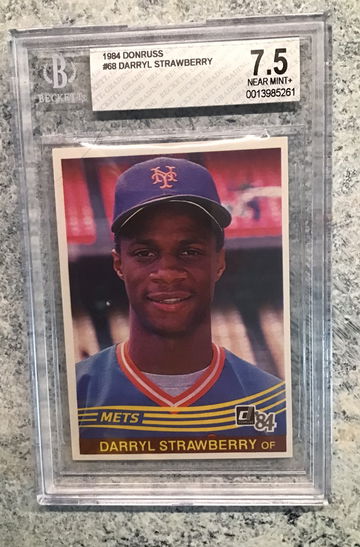 1984 DONRUSS
#68 DARRYL STRAWBERRY
7.5
NEAR MINT+
0013985261
B
BECKETT
NY
METS
d '84
DARRYL STRAWBERRY OF